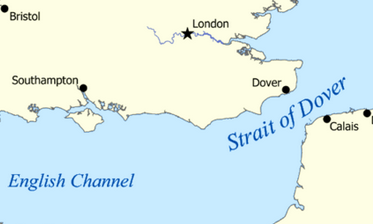 London
Bristol
Southampton
Dover
Strait of Dover
Calais
English Channel